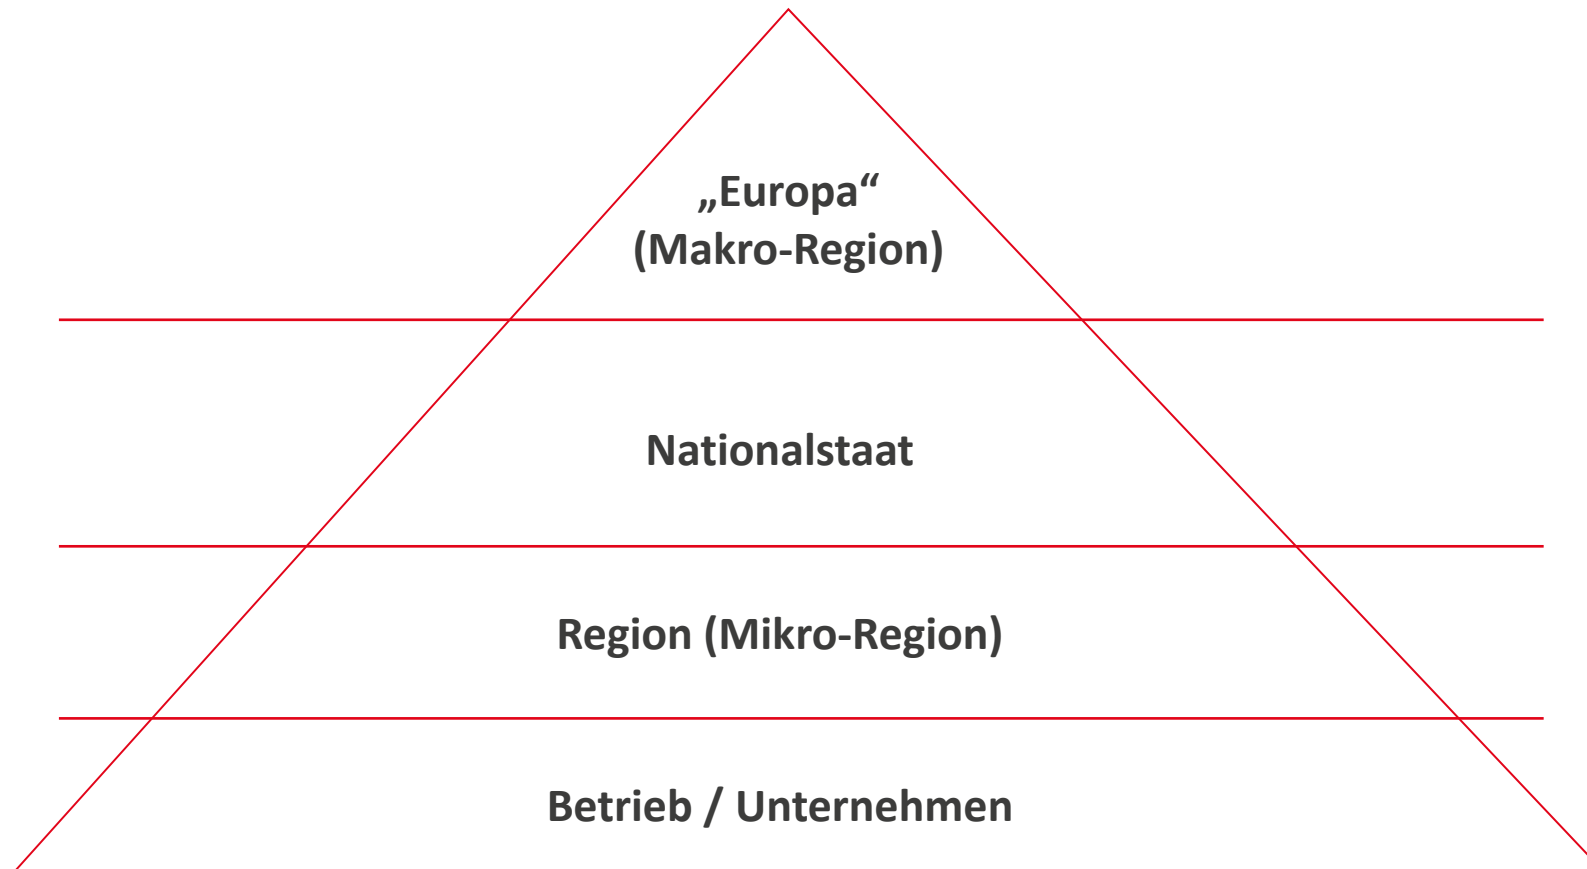 „Europa“
(Makro-Region)
Nationalstaat
Region (Mikro-Region)
Betrieb / Unternehmen